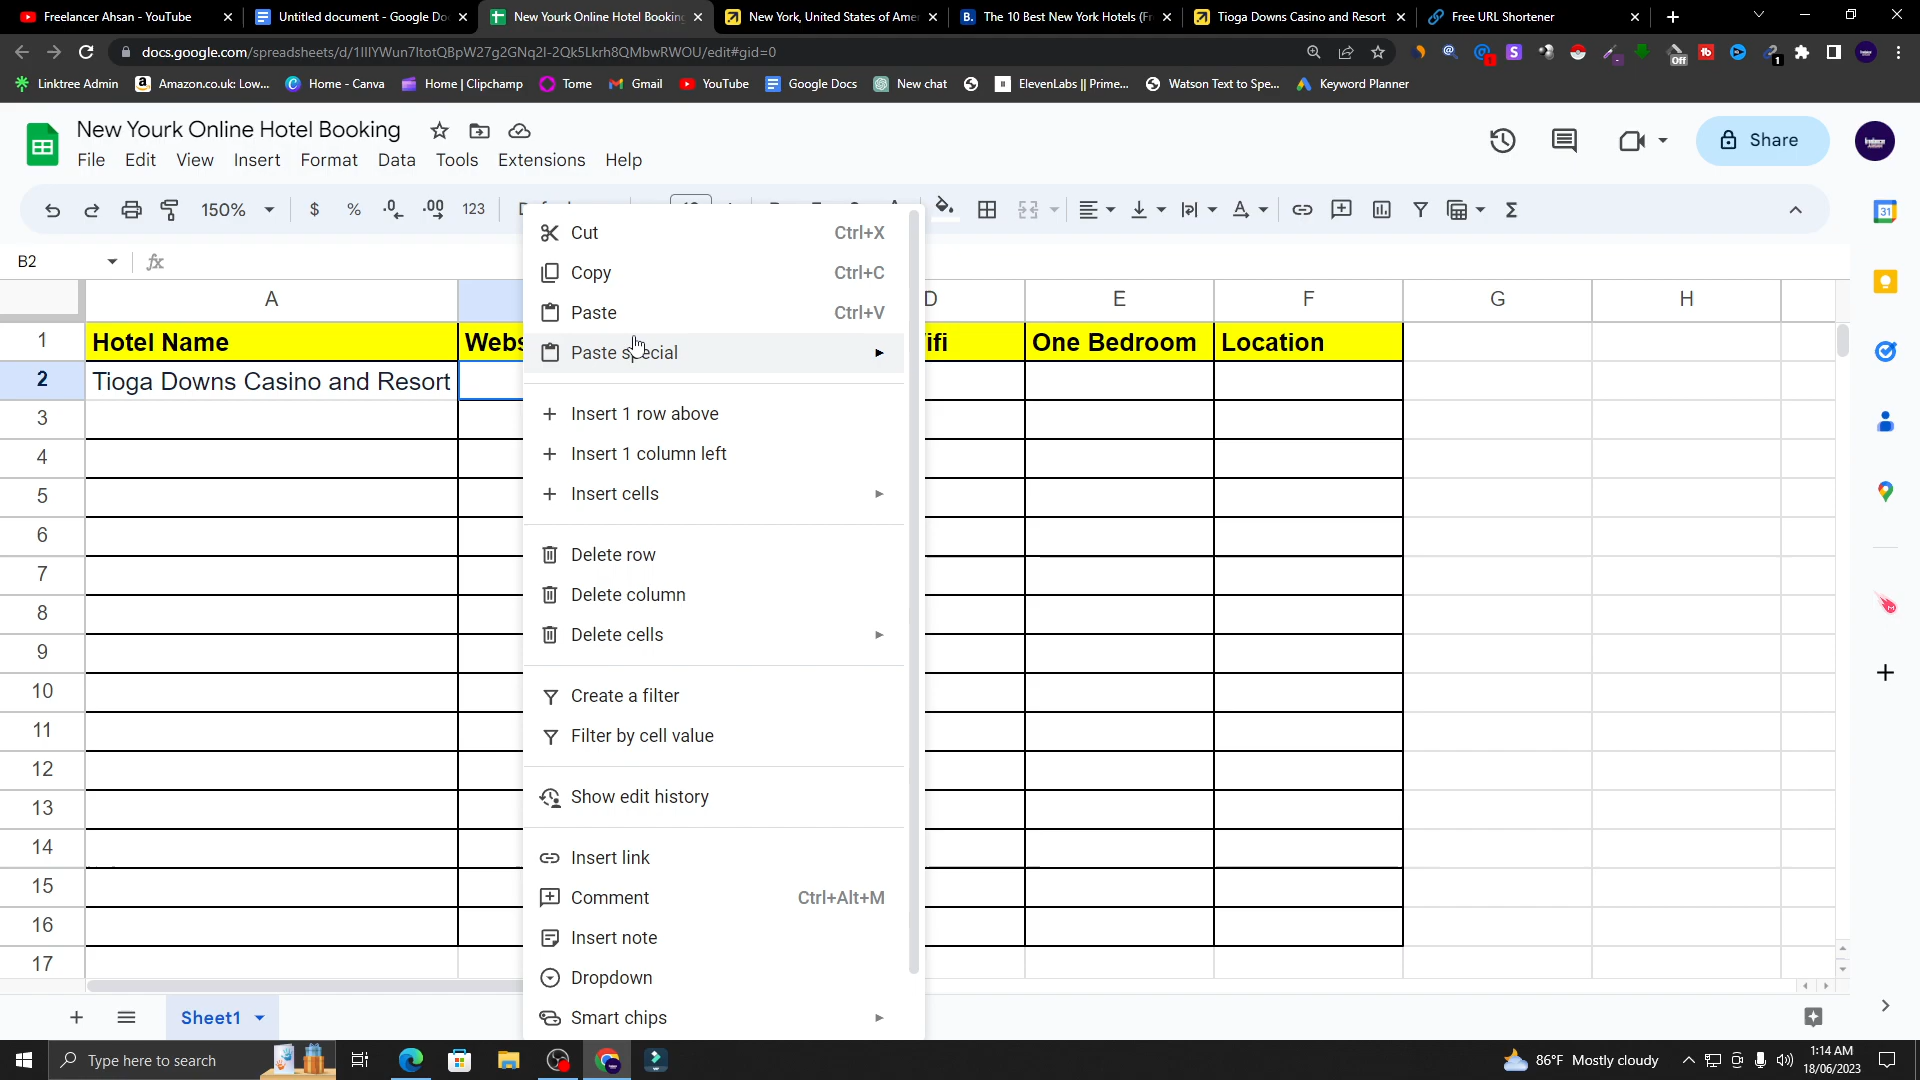 Freelancer Ahsan - YouTube
Untitled document - Google Do
New Yourk Online Hotel Booking
New York, United States of Ame
The 10 Best New York Hotels (Fr
Tioga Downs Casino and Resort
Free URL Shortener
docs.google.com/spreadsheets/d/1IIlYWun7ltotQBpW27g2GNq2I-2Qk5Lkrh8QMbwRWOU/edit#gid=0
Linktree Admin
Amazon.co.uk: Low...
Home - Canva
Home | Clipchamp
Tome
Gmail
YouTube
Google Docs
New chat
ElevenLabs || Prime...
Watson Text to Spe...
Keyword Planner
New Yourk Online Hotel Booking
File Edit View Insert Format Data Tools Extensions Help
Share
150% $ % .0 .00 123
B2
A D E F G H
1 Hotel Name Webs ifi One Bedroom Location
2 Tioga Downs Casino and Resort
3
4
5
6
7
8
9
10
11
12
13
14
15
16
17
Cut Ctrl+X
Copy Ctrl+C
Paste Ctrl+V
Paste special
Insert 1 row above
Insert 1 column left
Insert cells
Delete row
Delete column
Delete cells
Create a filter
Filter by cell value
Show edit history
Insert link
Comment Ctrl+Alt+M
Insert note
Dropdown
Smart chips
Sheet1
Type here to search
86°F Mostly cloudy
1:14 AM
18/06/2023